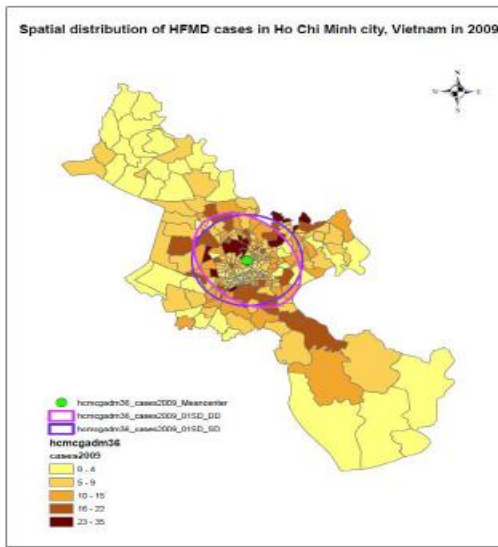 Spatial distribution of HFMD cases in Ho Chi Minh city, Vietnam in 2009
N
W E
S
hcmcgadm36_cases2009_Meancenter
hcmcgadm36_cases2009_01SD_DD
hcmcgadm36_cases2009_01SD_SD
hcmcgadm36
cases2009
0 - 4
5 - 9
10 - 15
16 - 22
23 - 35